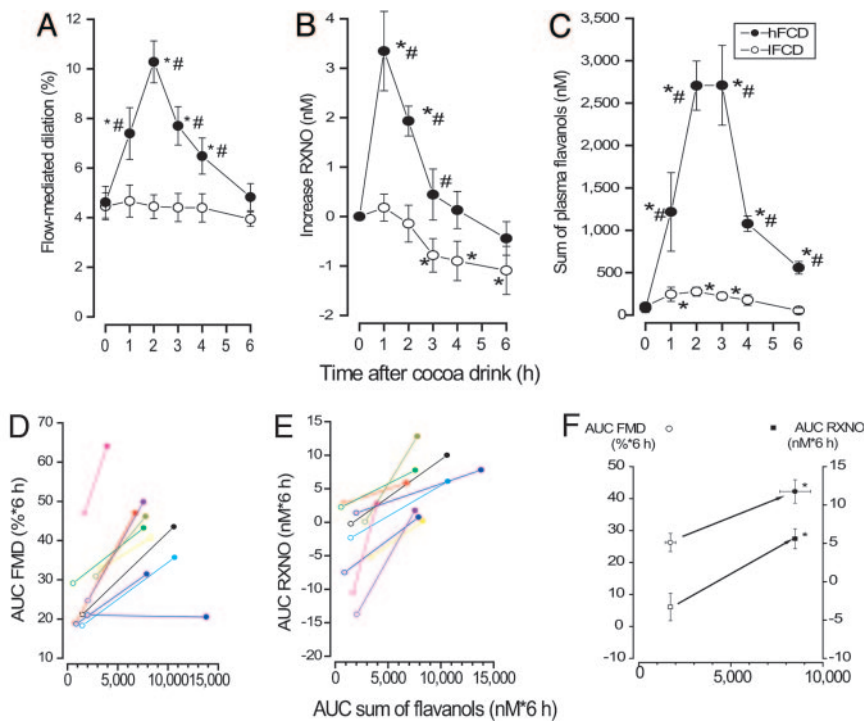 A
Flow-mediated dilation (%)
12
10
8
6
4
2
0
0 1 2 3 4 5 6
*#
*#
*#
*#
B
Increase RXNO (nM)
4
3
2
1
0
-1
-2
0 1 2 3 4 5 6
*#
*#
#
*
*
*
C
hFCD
lFCD
Sum of plasma flavanols (nM)
3,500
3,000
2,500
2,000
1,500
1,000
500
0
0 1 2 3 4 5 6
*#
*#
*#
*#
*#
*
*
*
Time after cocoa drink (h)
D
AUC FMD (%*6 h)
70
60
50
40
30
20
10
0 5,000 10,000 15,000
E
AUC RXNO (nM*6 h)
15
10
5
0
-5
-10
-15
-20
0 5,000 10,000 15,000
F
AUC FMD
(%*6 h)
AUC RXNO
(nM*6 h)
50
40
30
20
10
0
-10
15
10
5
0
-5
-10
0 5,000 10,000
*
*
AUC sum of flavanols (nM*6 h)